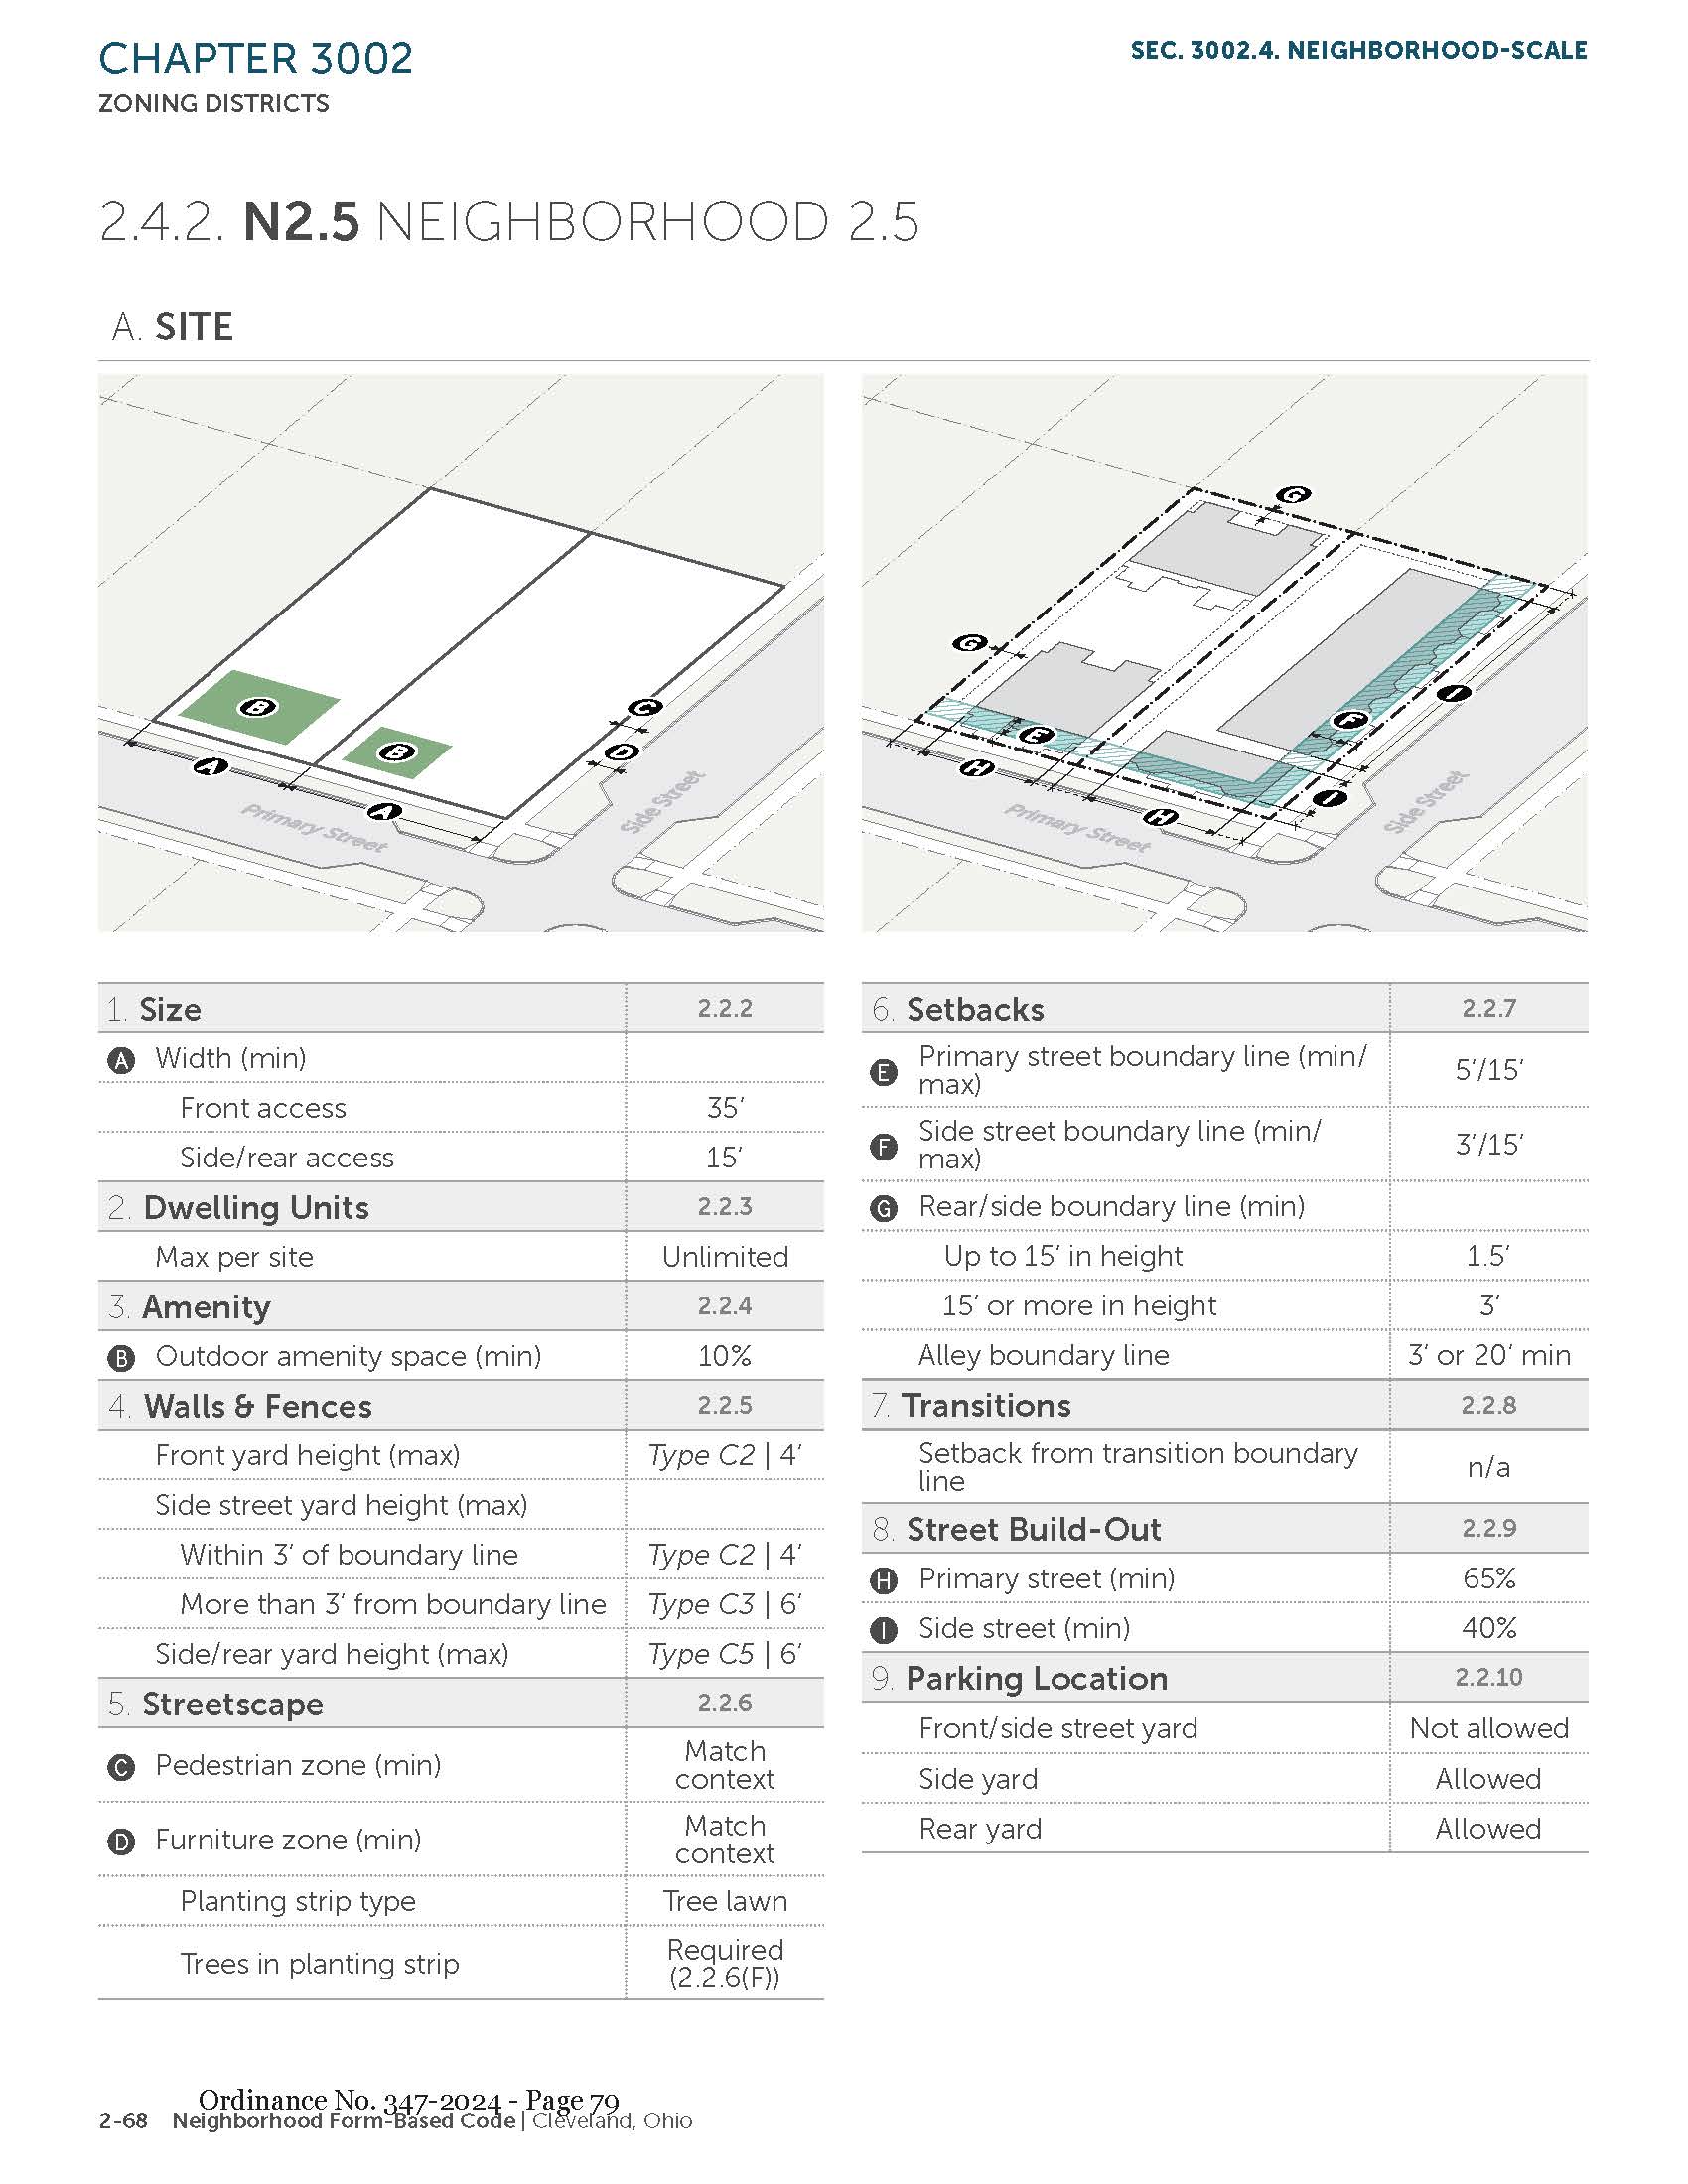 CHAPTER 3002
ZONING DISTRICTS
SEC. 3002.4. NEIGHBORHOOD-SCALE
2.4.2. N2.5 NEIGHBORHOOD 2.5
A. SITE
B
B
C
D
A
A
Primary Street
Side Street
G
G
E
F
I
H
H
I
Primary Street
Side Street
1. Size 2.2.2
A Width (min)
Front access 35′
Side/rear access 15′
2. Dwelling Units 2.2.3
Max per site Unlimited
3. Amenity 2.2.4
B Outdoor amenity space (min) 10%
4. Walls & Fences 2.2.5
Front yard height (max) Type C2 | 4′
Side street yard height (max)
Within 3′ of boundary line Type C2 | 4′
More than 3′ from boundary line Type C3 | 6′
Side/rear yard height (max) Type C5 | 6′
5. Streetscape 2.2.6
C Pedestrian zone (min) Match
context
D Furniture zone (min) Match
context
Planting strip type Tree lawn
Trees in planting strip Required
(2.2.6(F))
6. Setbacks 2.2.7
E Primary street boundary line (min/
max) 5′/15′
F Side street boundary line (min/
max) 3′/15′
G Rear/side boundary line (min)
Up to 15′ in height 1.5′
15′ or more in height 3′
Alley boundary line 3′ or 20′ min
7. Transitions 2.2.8
Setback from transition boundary
line n/a
8. Street Build-Out 2.2.9
H Primary street (min) 65%
I Side street (min) 40%
9. Parking Location 2.2.10
Front/side street yard Not allowed
Side yard Allowed
Rear yard Allowed
Ordinance No. 347-2024 - Page 79
2-68 Neighborhood Form-Based Code | Cleveland, Ohio